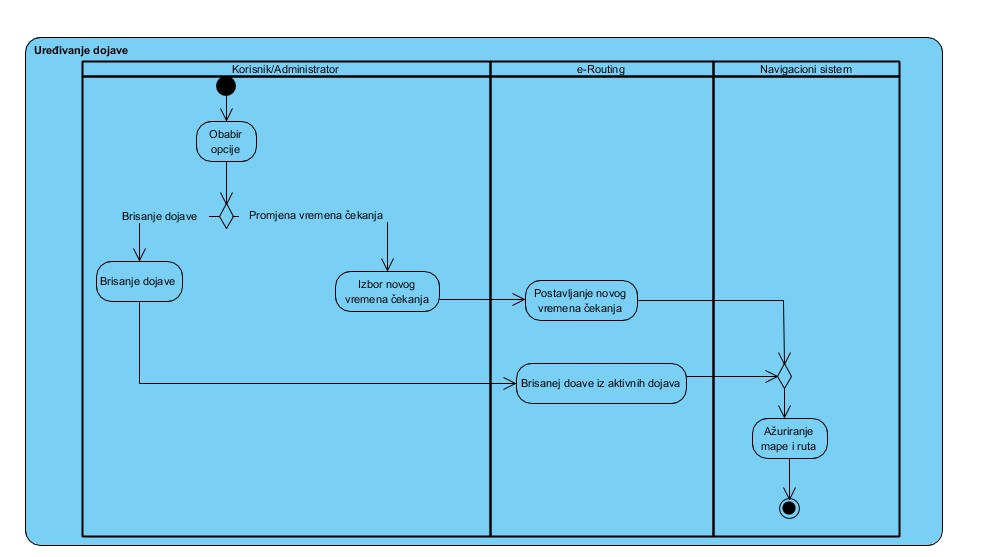 Uređivanje dojave
Korisnik/Administrator
e-Routing
Navigacioni sistem
Obabir
opcije
Brisanje dojave
Promjena vremena čekanja
Brisanje dojave
Izbor novog
vremena čekanja
Postavljanje novog
vremena čekanja
Brisanej doave iz aktivnih dojava
Ažuriranje
mape i ruta